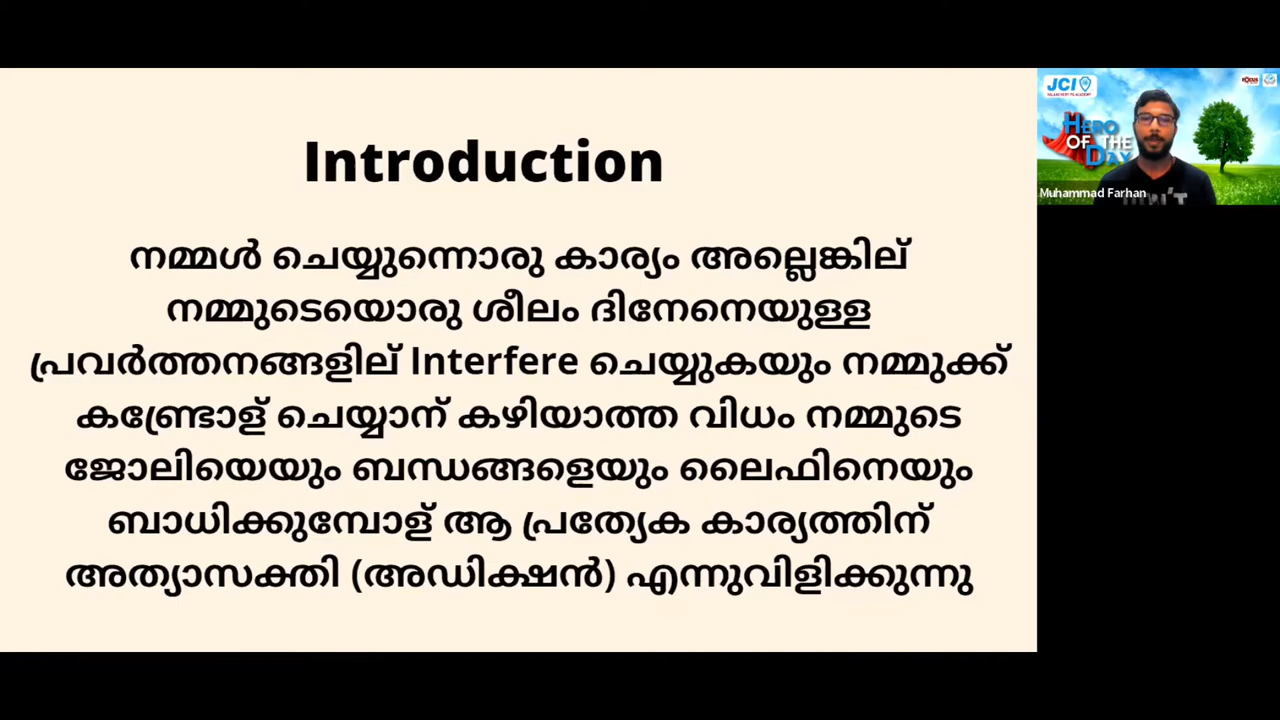 Introduction
നമ്മൾ ചെയ്യുന്നൊരു കാര്യം അല്ലെങ്കില്
നമ്മുടെയൊരു ശീലം ദിനേനെയുള്ള
പ്രവർത്തനങ്ങളില് Interfere ചെയ്യുകയും നമ്മുക്ക്
കണ്ട്രോള് ചെയ്യാന് കഴിയാത്ത വിധം നമ്മുടെ
ജോലിയെയും ബന്ധങ്ങളെയും ലൈഫിനെയും
ബാധിക്കുമ്പോള് ആ പ്രത്യേക കാര്യത്തിന്
അത്യാസക്തി (അഡിക്ഷൻ) എന്നുവിളിക്കുന്നു
JCI
HERO
OF THE
DAY
Muhammad Farhan